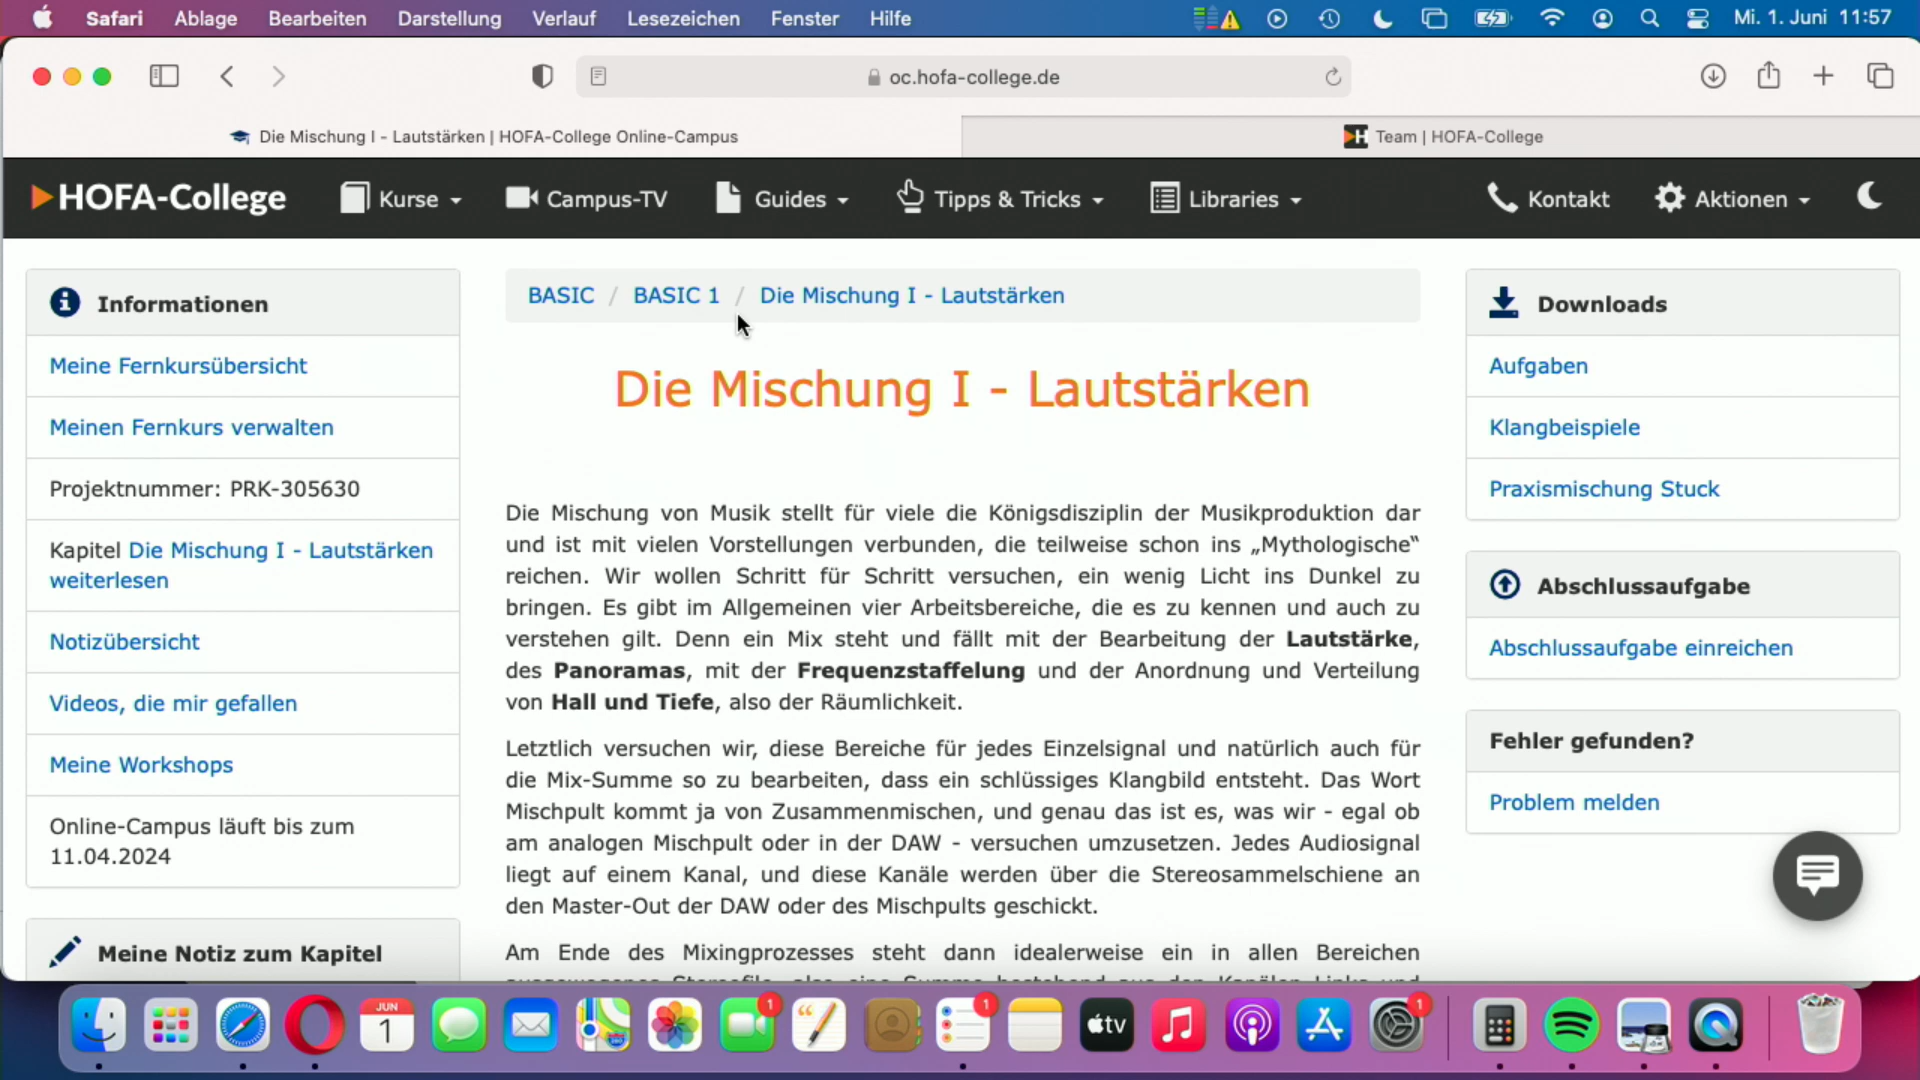 Safari Ablage Bearbeiten Darstellung Verlauf Lesezeichen Fenster Hilfe Mi. 1. Juni 11:57
oc.hofa-college.de
Die Mischung I - Lautstärken | HOFA-College Online-Campus
Team | HOFA-College
HOFA-College Kurse Campus-TV Guides Tipps & Tricks Libraries Kontakt Aktionen
Informationen
Meine Fernkursübersicht
Meinen Fernkurs verwalten
Projektnummer: PRK-305630
Kapitel Die Mischung I - Lautstärken
weiterlesen
Notizübersicht
Videos, die mir gefallen
Meine Workshops
Online-Campus läuft bis zum
11.04.2024
Meine Notiz zum Kapitel
BASIC / BASIC 1 / Die Mischung I - Lautstärken
Die Mischung I - Lautstärken
Die Mischung von Musik stellt für viele die Königsdisziplin der Musikproduktion dar
und ist mit vielen Vorstellungen verbunden, die teilweise schon ins „Mythologische“
reichen. Wir wollen Schritt für Schritt versuchen, ein wenig Licht ins Dunkel zu
bringen. Es gibt im Allgemeinen vier Arbeitsbereiche, die es zu kennen und auch zu
verstehen gilt. Denn ein Mix steht und fällt mit der Bearbeitung der Lautstärke,
des Panoramas, mit der Frequenzstaffelung und der Anordnung und Verteilung
von Hall und Tiefe, also der Räumlichkeit.
Letztlich versuchen wir, diese Bereiche für jedes Einzelsignal und natürlich auch für
die Mix-Summe so zu bearbeiten, dass ein schlüssiges Klangbild entsteht. Das Wort
Mischpult kommt ja von Zusammenmischen, und genau das ist es, was wir - egal ob
am analogen Mischpult oder in der DAW - versuchen umzusetzen. Jedes Audiosignal
liegt auf einem Kanal, und diese Kanäle werden über die Stereosammelschiene an
den Master-Out der DAW oder des Mischpults geschickt.
Am Ende des Mixingprozesses steht dann idealerweise ein in allen Bereichen
Downloads
Aufgaben
Klangbeispiele
Praxismischung Stuck
Abschlussaufgabe
Abschlussaufgabe einreichen
Fehler gefunden?
Problem melden
JUN
1
1
1
tv
1